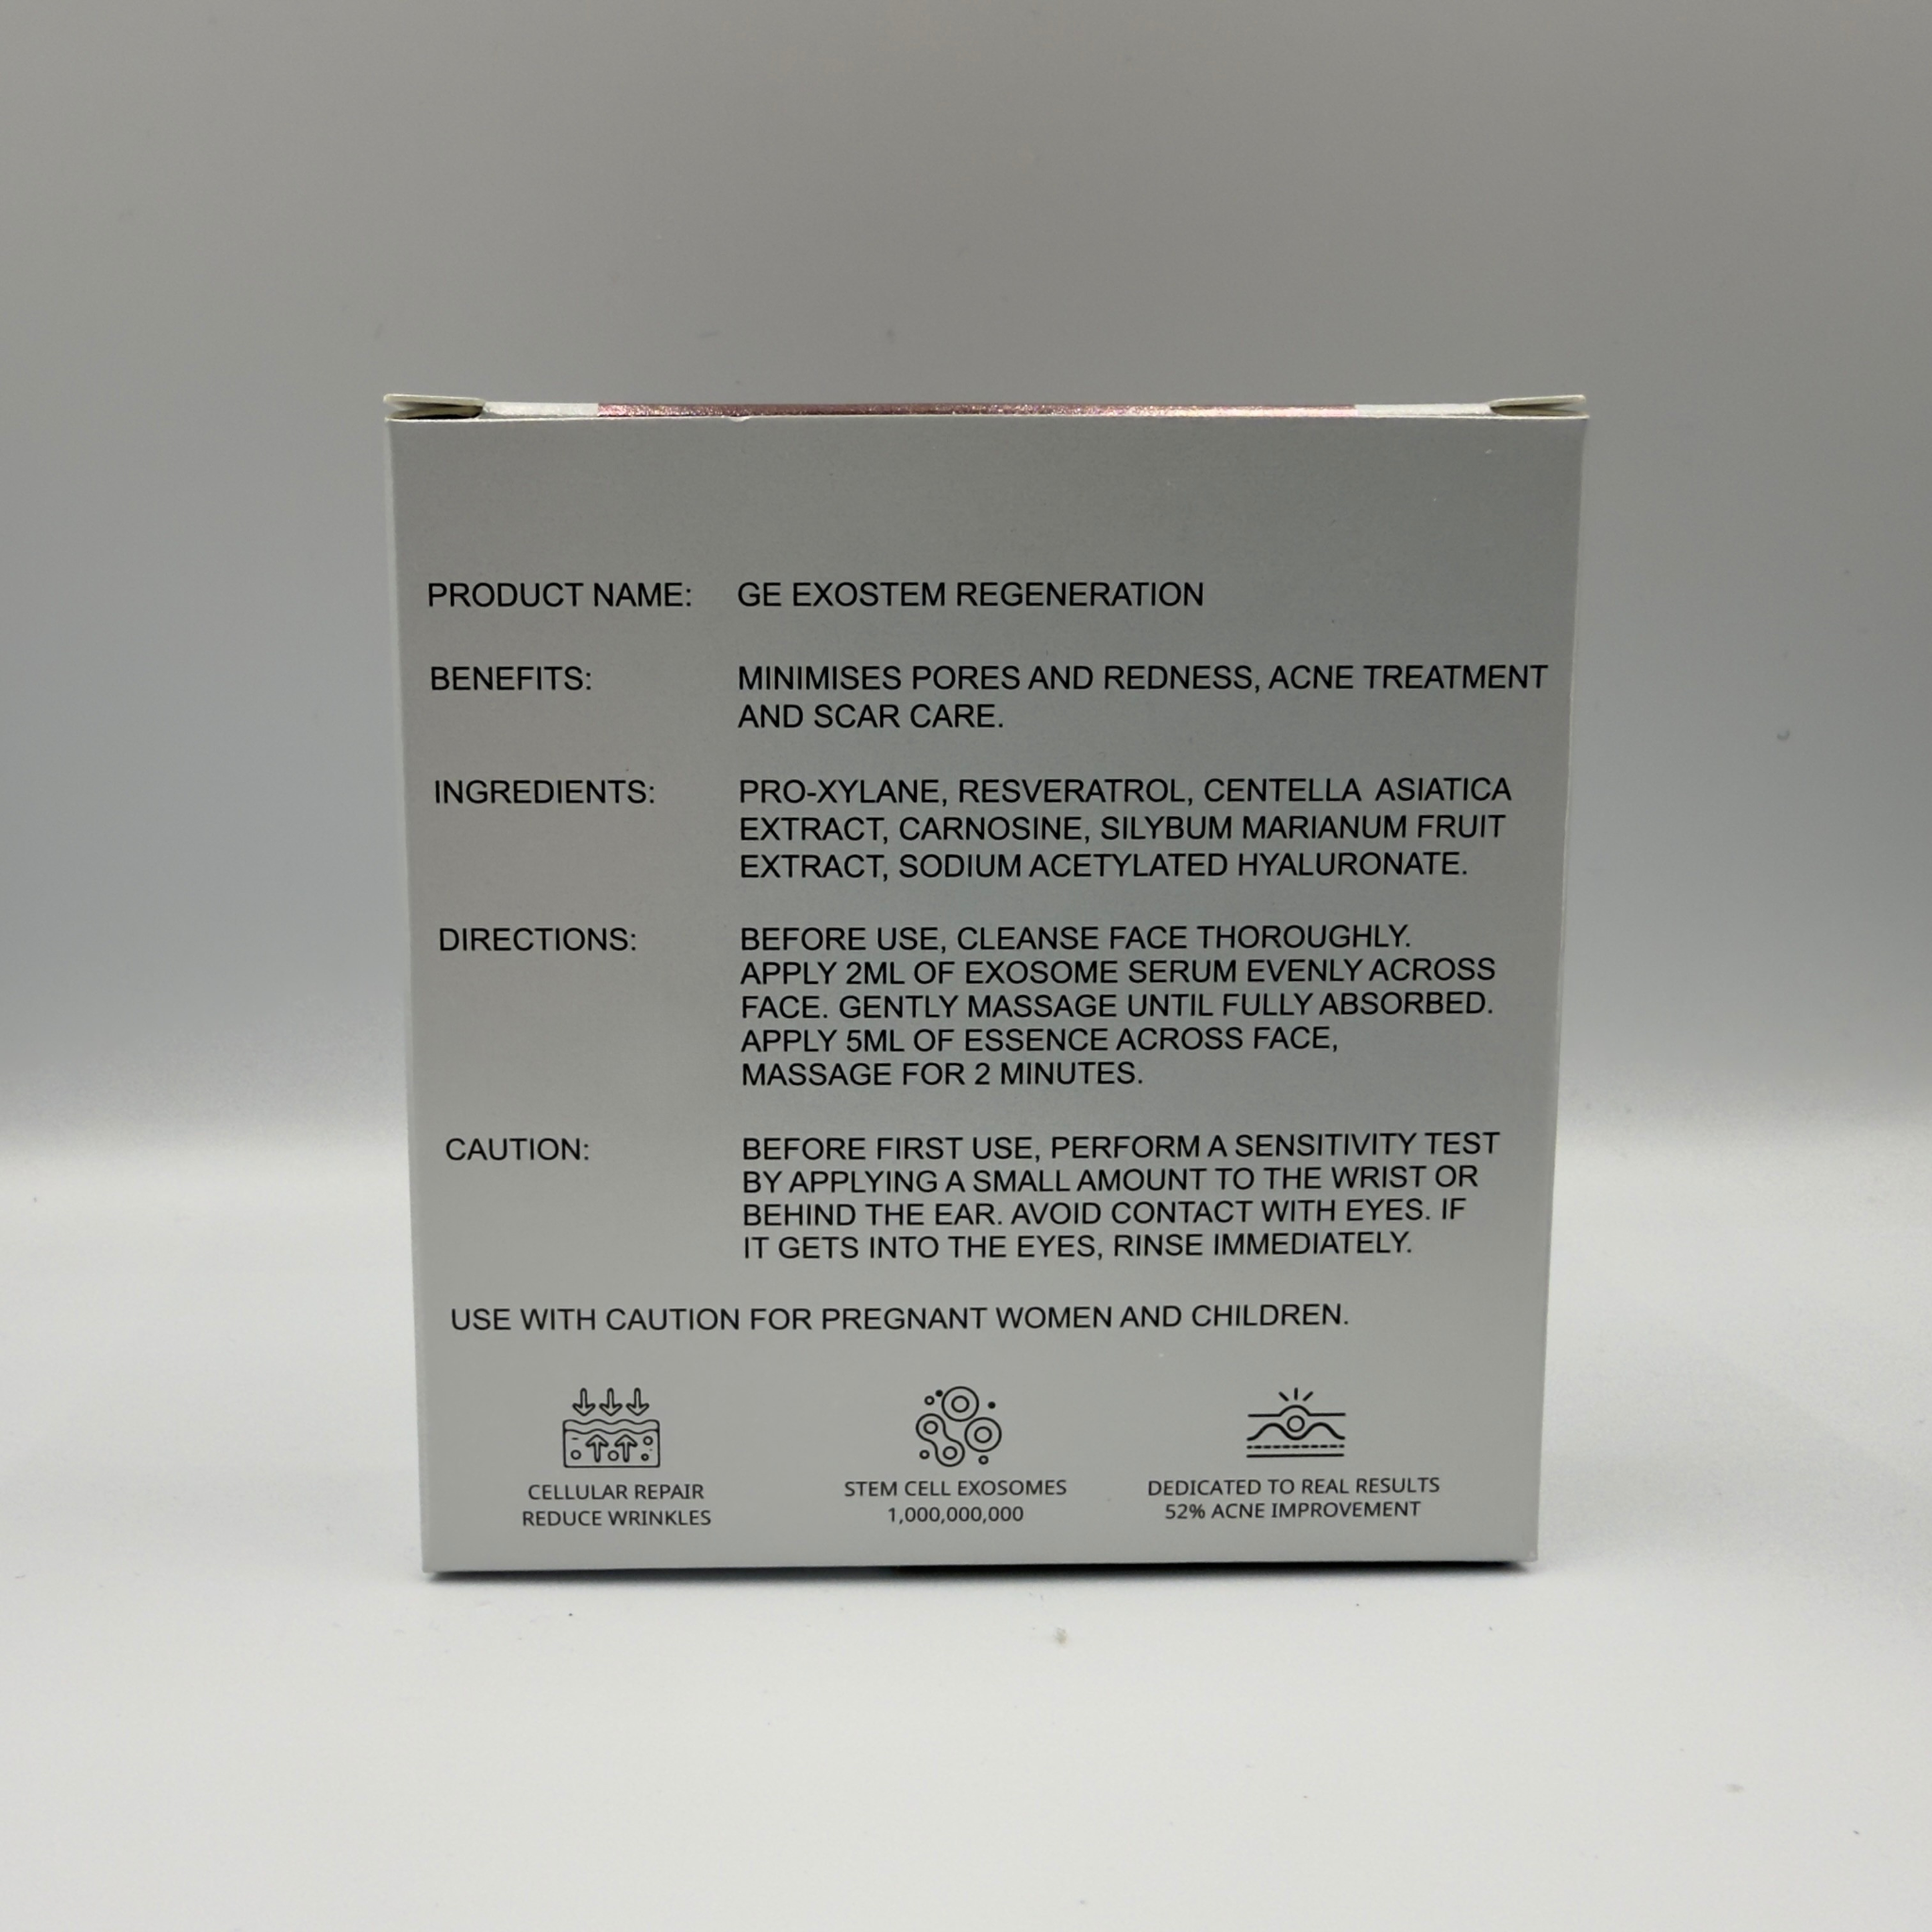 PRODUCT NAME: GE EXOSTEM REGENERATION
BENEFITS: MINIMISES PORES AND REDNESS, ACNE TREATMENT
AND SCAR CARE.
INGREDIENTS: PRO-XYLANE, RESVERATROL, CENTELLA ASIATICA
EXTRACT, CARNOSINE, SILYBUM MARIANUM FRUIT
EXTRACT, SODIUM ACETYLATED HYALURONATE.
DIRECTIONS: BEFORE USE, CLEANSE FACE THOROUGHLY.
APPLY 2ML OF EXOSOME SERUM EVENLY ACROSS
FACE. GENTLY MASSAGE UNTIL FULLY ABSORBED.
APPLY 5ML OF ESSENCE ACROSS FACE,
MASSAGE FOR 2 MINUTES.
CAUTION: BEFORE FIRST USE, PERFORM A SENSITIVITY TEST
BY APPLYING A SMALL AMOUNT TO THE WRIST OR
BEHIND THE EAR. AVOID CONTACT WITH EYES. IF
IT GETS INTO THE EYES, RINSE IMMEDIATELY.
USE WITH CAUTION FOR PREGNANT WOMEN AND CHILDREN.
CELLULAR REPAIR
REDUCE WRINKLES
STEM CELL EXOSOMES
1,000,000,000
DEDICATED TO REAL RESULTS
52% ACNE IMPROVEMENT